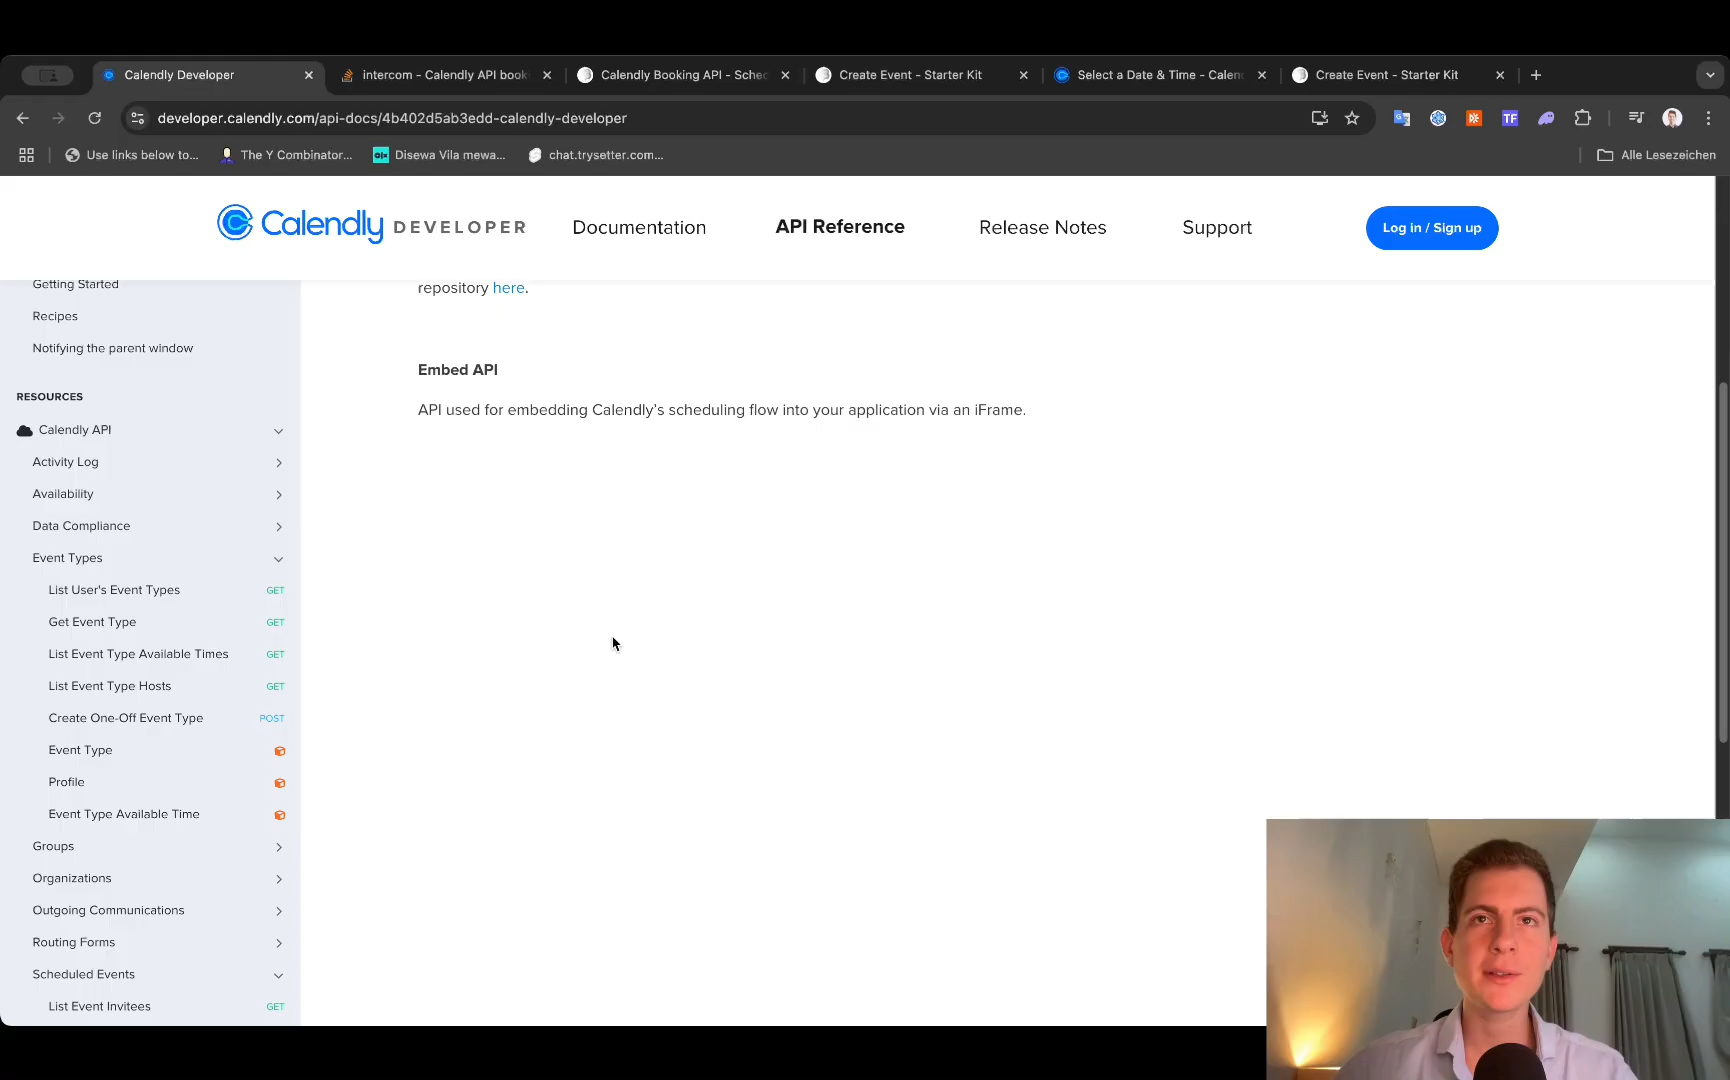 Calendly Developer
intercom - Calendly API book
Calendly Booking API - Sched
Create Event - Starter Kit
Select a Date & Time - Calen
Create Event - Starter Kit
developer.calendly.com/api-docs/4b402d5ab3edd-calendly-developer
TF
Use links below to...
The Y Combinator...
Disewa Vila mewa...
chat.trysetter.com...
Alle Lesezeichen
Calendly DEVELOPER
Documentation
API Reference
Release Notes
Support
Log in / Sign up
Getting Started
Recipes
Notifying the parent window
RESOURCES
Calendly API
Activity Log
Availability
Data Compliance
Event Types
List User's Event Types GET
Get Event Type GET
List Event Type Available Times GET
List Event Type Hosts GET
Create One-Off Event Type POST
Event Type
Profile
Event Type Available Time
Groups
Organizations
Outgoing Communications
Routing Forms
Scheduled Events
List Event Invitees GET
repository here.
Embed API
API used for embedding Calendly's scheduling flow into your application via an iFrame.